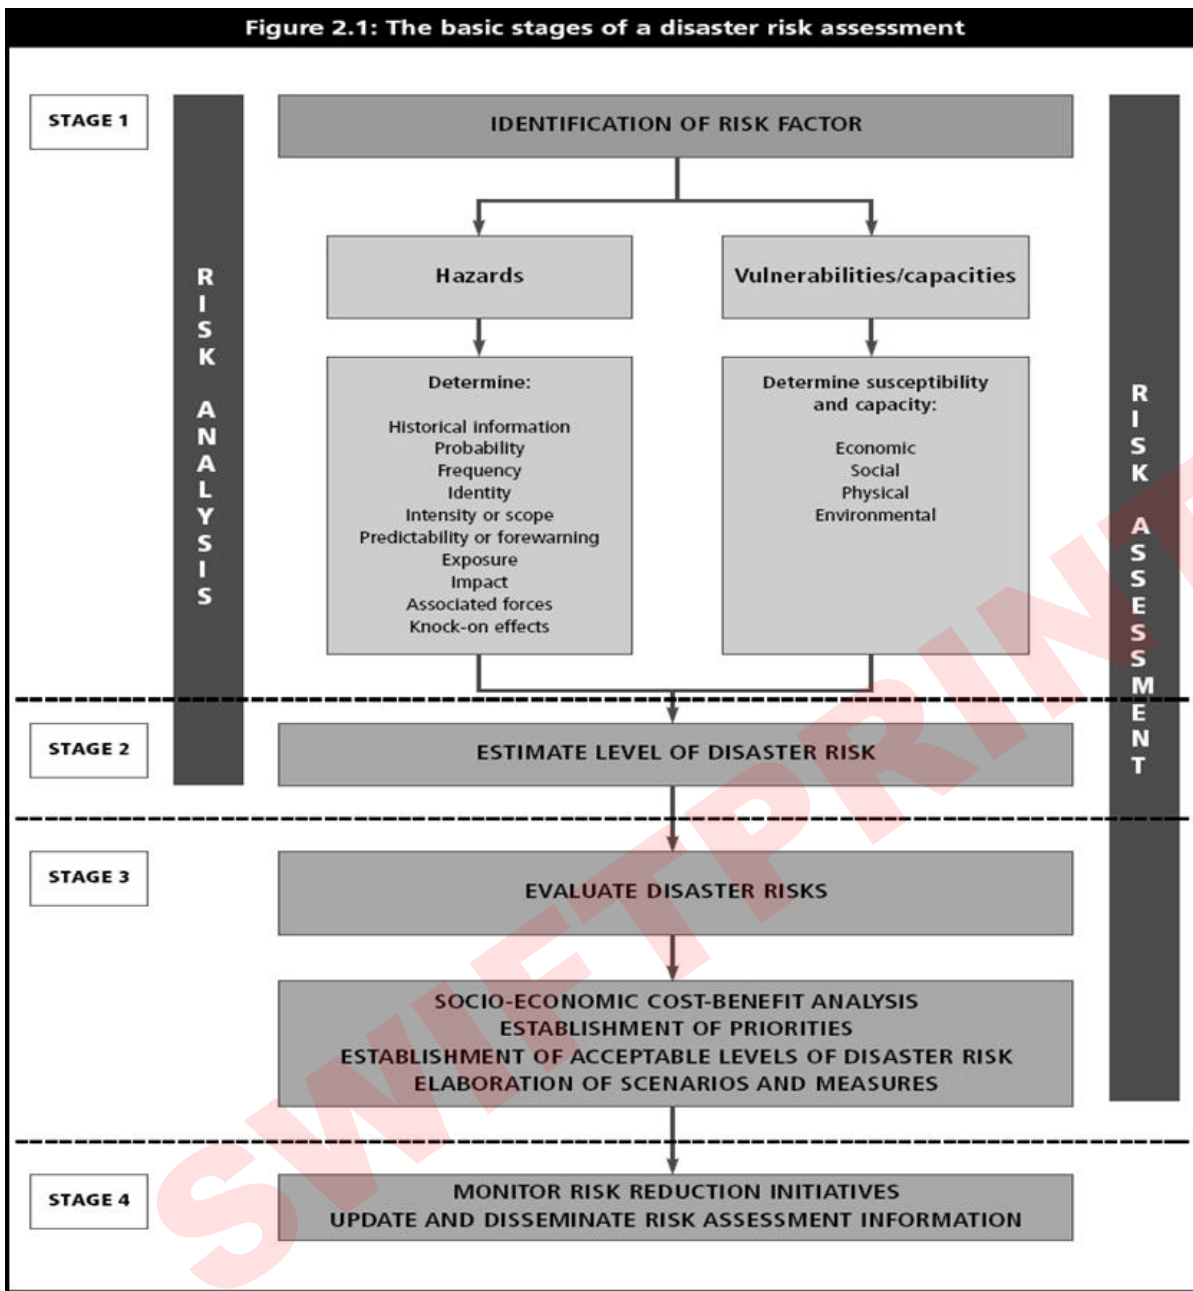 Figure 2.1: The basic stages of a disaster risk assessment
STAGE 1
IDENTIFICATION OF RISK FACTOR
Hazards
Vulnerabilities/capacities
Determine:
Historical information
Probability
Frequency
Identity
Intensity or scope
Predictability or forewarning
Exposure
Impact
Associated forces
Knock-on effects
Determine susceptibility
and capacity:
Economic
Social
Physical
Environmental
RISK ANALYSIS
RISK ASSESSMENT
STAGE 2
ESTIMATE LEVEL OF DISASTER RISK
STAGE 3
EVALUATE DISASTER RISKS
SOCIO-ECONOMIC COST-BENEFIT ANALYSIS
ESTABLISHMENT OF PRIORITIES
ESTABLISHMENT OF ACCEPTABLE LEVELS OF DISASTER RISK
ELABORATION OF SCENARIOS AND MEASURES
STAGE 4
MONITOR RISK REDUCTION INITIATIVES
UPDATE AND DISSEMINATE RISK ASSESSMENT INFORMATION
SWIFTPRINT